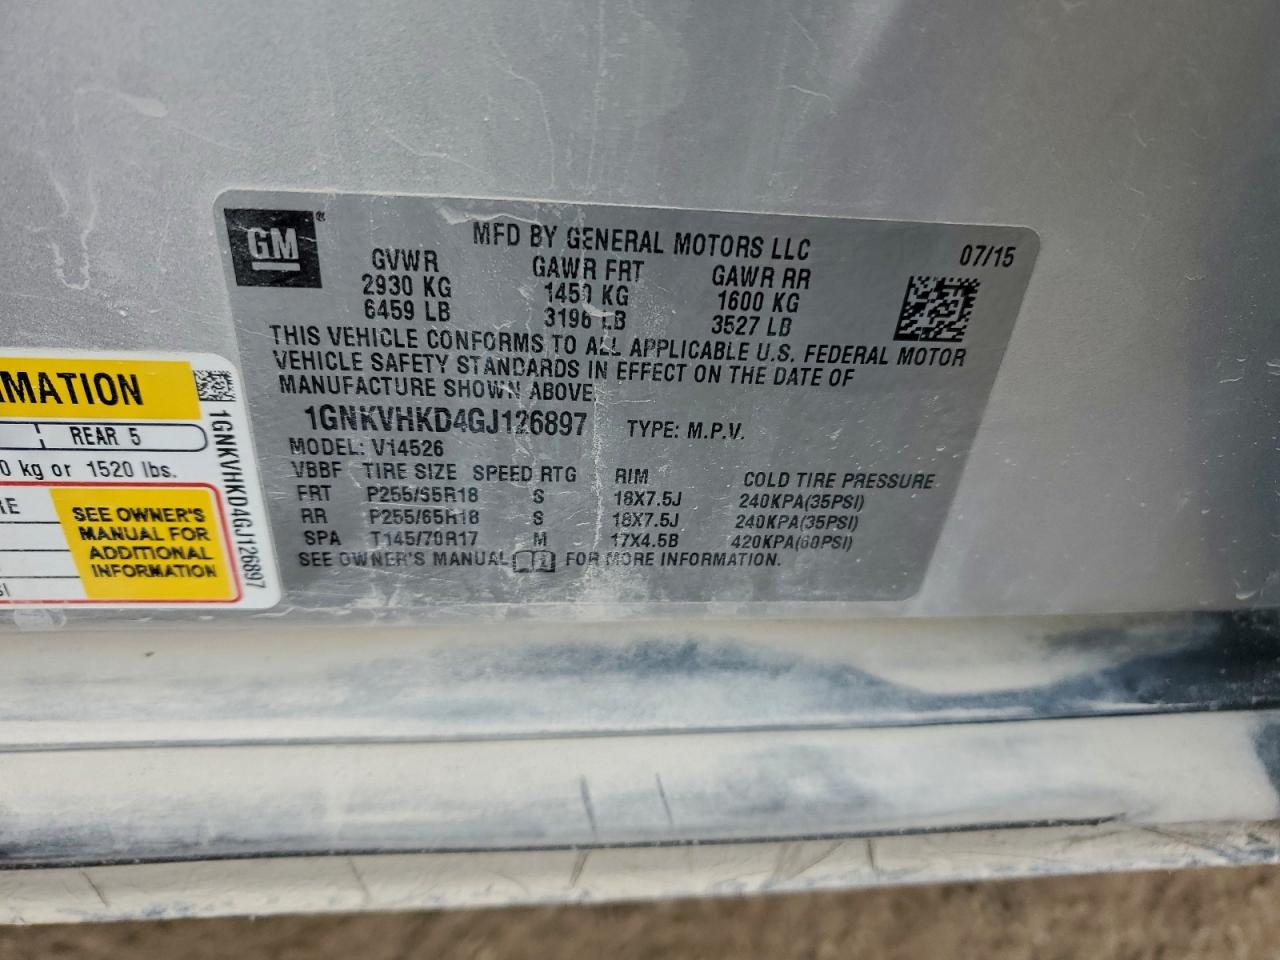 GM®
MFD BY GENERAL MOTORS LLC 07/15
GVWR GAWR FRT GAWR RR
2930 KG 1450 KG 1600 KG
6459 LB 3196 LB 3527 LB
THIS VEHICLE CONFORMS TO ALL APPLICABLE U.S. FEDERAL MOTOR
VEHICLE SAFETY STANDARDS IN EFFECT ON THE DATE OF
MANUFACTURE SHOWN ABOVE.
1GNKVHKD4GJ126897 TYPE: M.P.V.
MODEL: V14526
VBBF TIRE SIZE SPEED RTG RIM COLD TIRE PRESSURE
FRT P255/65R18 S 18X7.5J 240KPA(35PSI)
RR P255/65R18 S 18X7.5J 240KPA(35PSI)
SPA T145/70R17 M 17X4.5B 420KPA(60PSI)
SEE OWNER'S MANUAL FOR MORE INFORMATION.
MATION
REAR 5
0 kg or 1520 lbs.
RE
SEE OWNER'S
MANUAL FOR
ADDITIONAL
INFORMATION
SI
1GNKVHKD4GJ126897